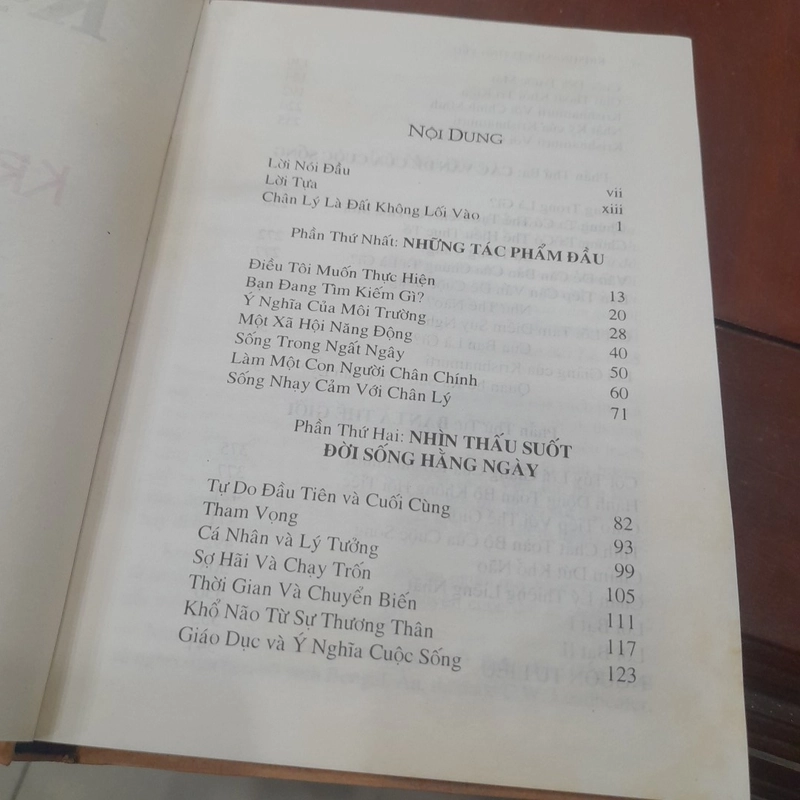 NỘI DUNG
Lời Nói Đầu vii
Lời Tựa xiii
Chân Lý Là Đất Không Lối Vào 1
Phần Thứ Nhất: NHỮNG TÁC PHẨM ĐẦU
Điều Tôi Muốn Thực Hiện 13
Bạn Đang Tìm Kiếm Gì? 20
Ý Nghĩa Của Môi Trường 28
Một Xã Hội Năng Động 40
Sống Trong Ngất Ngây 50
Làm Một Con Người Chân Chính 60
Sống Nhạy Cảm Với Chân Lý 71
Phần Thứ Hai: NHÌN THẤU SUỐT
ĐỜI SỐNG HẰNG NGÀY
Tự Do Đầu Tiên và Cuối Cùng 82
Tham Vọng 93
Cá Nhân và Lý Tưởng 99
Sợ Hãi Và Chạy Trốn 105
Thời Gian Và Chuyển Biến 111
Khổ Não Từ Sự Thương Thân 117
Giáo Dục và Ý Nghĩa Cuộc Sống 123